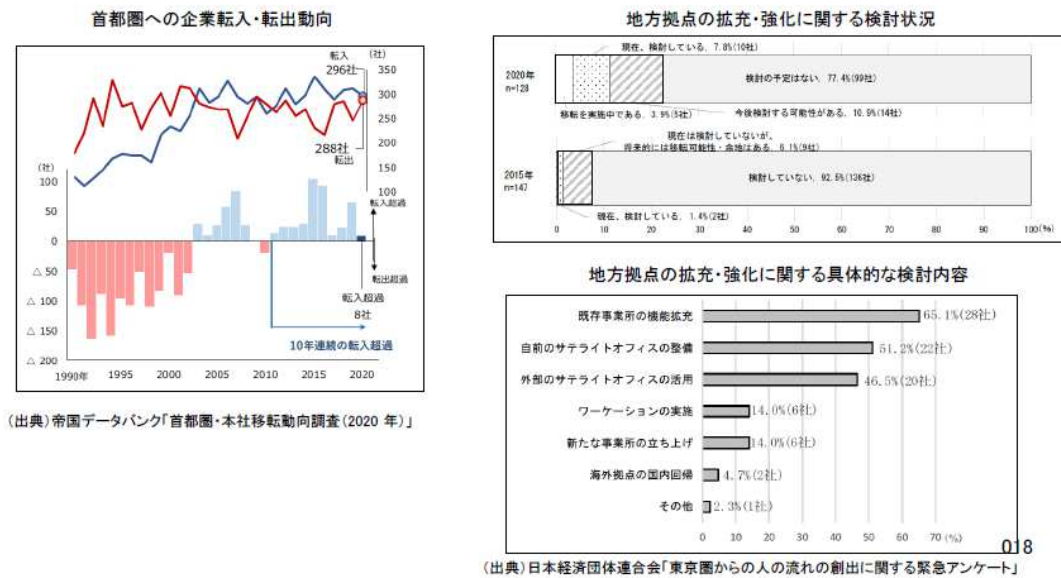 首都圏への企業転入・転出動向
転入
296社
(社)
350
300
250
200
150
100
288社
転出
(社)
100
50
0
△ 50
△ 100
△ 150
△ 200
転入超過
転出超過
転入超過
8社
10年連続の転入超過
1990年
1995
2000
2005
2010
2015
2020
(出典)帝国データバンク「首都圏・本社移転動向調査(2020 年)」
地方拠点の拡充・強化に関する検討状況
現在、検討している, 7.8%(10社)
2020年
n=128
検討の予定はない, 77.4%(99社)
移転を実施中である, 3.9%(5社)
今後検討する可能性がある, 10.9%(14社)
現在は検討していないが、
将来的には移転可能性・余地はある, 6.1%(9社)
2015年
n=147
検討していない, 92.5%(136社)
現在、検討している, 1.4%(2社)
0 10 20 30 40 50 60 70 80 90 100 (%)
地方拠点の拡充・強化に関する具体的な検討内容
既存事業所の機能拡充 65.1%(28社)
自前のサテライトオフィスの整備 51.2%(22社)
外部のサテライトオフィスの活用 46.5%(20社)
ワーケーションの実施 14.0%(6社)
新たな事業所の立ち上げ 14.0%(6社)
海外拠点の国内回帰 4.7%(2社)
その他 2.3%(1社)
0 10 20 30 40 50 60 70 (%)
018
(出典)日本経済団体連合会「東京圏からの人の流れの創出に関する緊急アンケート」